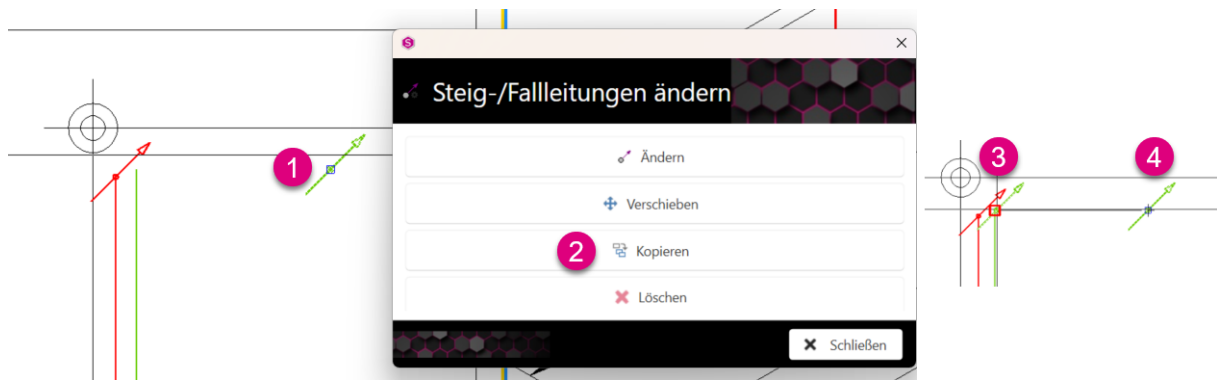 S
Steig-/Fallleitungen ändern
1
Ändern
3
4
Verschieben
2
Kopieren
Löschen
Schließen